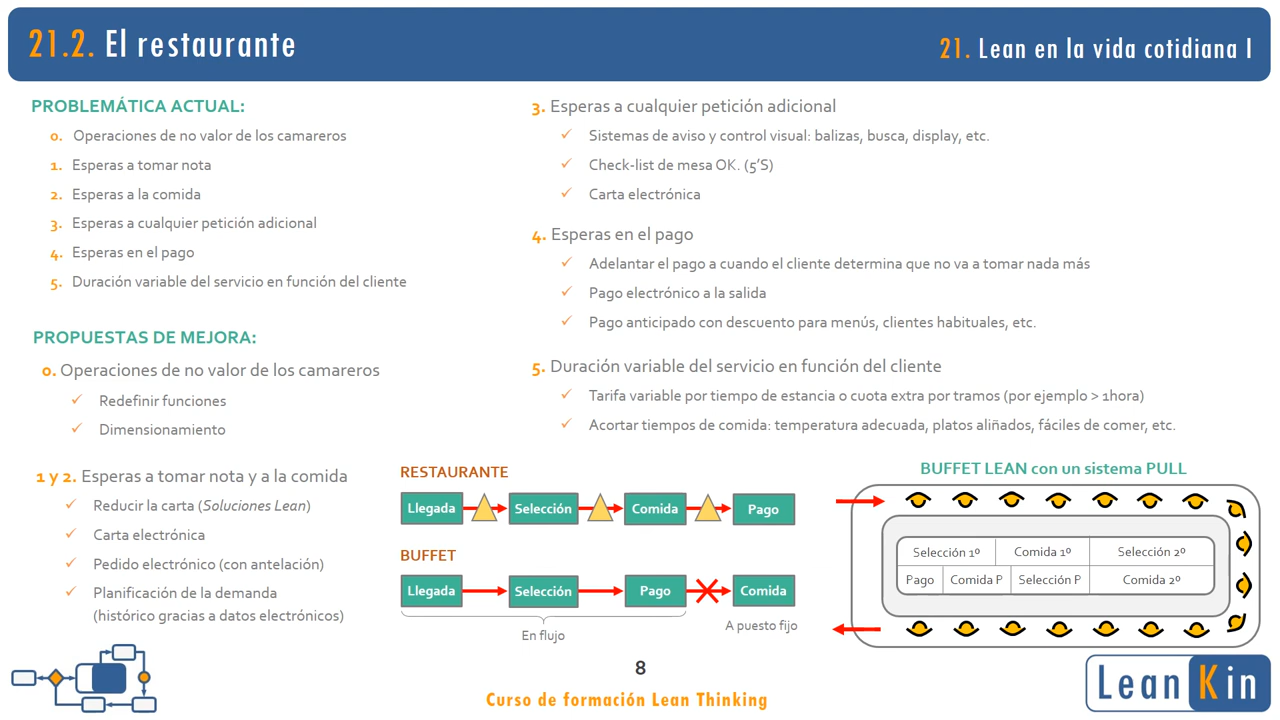 21.2. El restaurante
21. Lean en la vida cotidiana I
PROBLEMÁTICA ACTUAL:
0. Operaciones de no valor de los camareros
1. Esperas a tomar nota
2. Esperas a la comida
3. Esperas a cualquier petición adicional
4. Esperas en el pago
5. Duración variable del servicio en función del cliente
PROPUESTAS DE MEJORA:
0. Operaciones de no valor de los camareros
Redefinir funciones
Dimensionamiento
1 y 2. Esperas a tomar nota y a la comida
Reducir la carta (Soluciones Lean)
Carta electrónica
Pedido electrónico (con antelación)
Planificación de la demanda
(histórico gracias a datos electrónicos)
3. Esperas a cualquier petición adicional
Sistemas de aviso y control visual: balizas, busca, display, etc.
Check-list de mesa OK. (5'S)
Carta electrónica
4. Esperas en el pago
Adelantar el pago a cuando el cliente determina que no va a tomar nada más
Pago electrónico a la salida
Pago anticipado con descuento para menús, clientes habituales, etc.
5. Duración variable del servicio en función del cliente
Tarifa variable por tiempo de estancia o cuota extra por tramos (por ejemplo > 1hora)
Acortar tiempos de comida: temperatura adecuada, platos aliñados, fáciles de comer, etc.
RESTAURANTE
Llegada Selección Comida Pago
BUFFET
Llegada Selección Pago Comida
En flujo
A puesto fijo
BUFFET LEAN con un sistema PULL
Selección 1º Comida 1º Selección 2º
Pago Comida P Selección P Comida 2º
8
Curso de formación Lean Thinking
Lean Kin